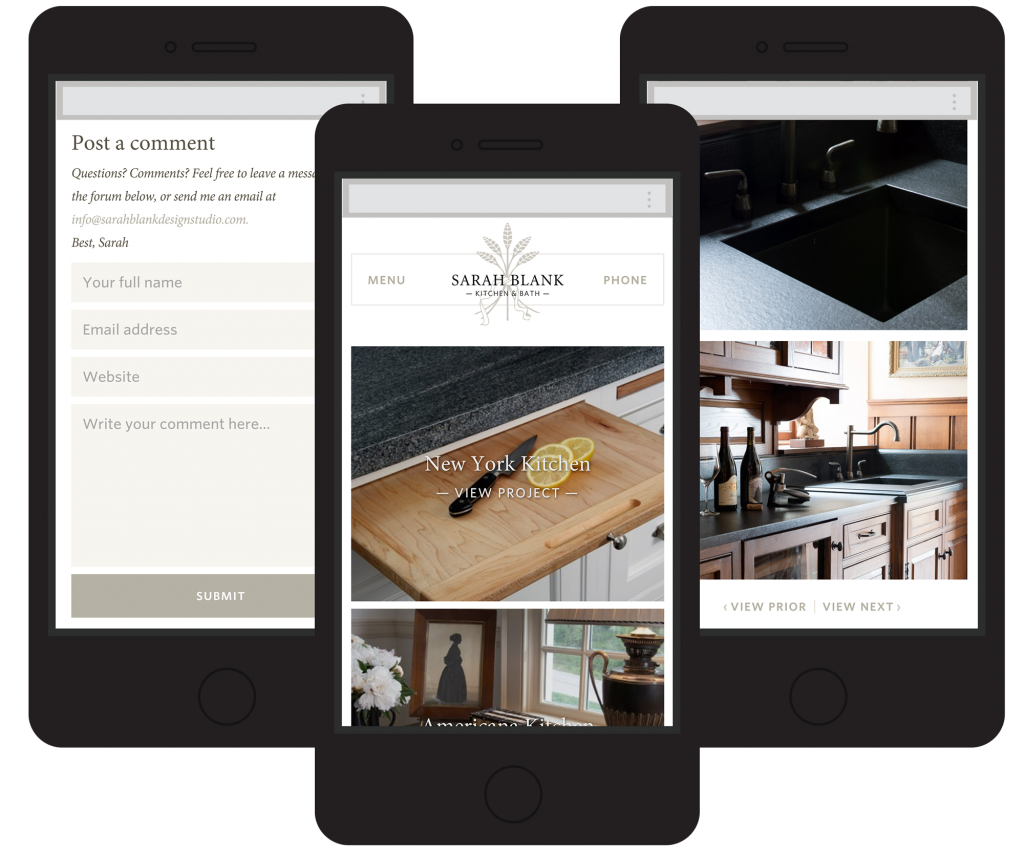 Post a comment
Questions? Comments? Feel free to leave a
the forum below, or send me an email at
info@sarahblankdesignstudio.com.
Best, Sarah
Your full name
Email address
Website
Write your comment here...
SUBMIT
MENU
SARAH BLANK
— KITCHEN & BATH —
PHONE
New York Kitchen
— VIEW PROJECT —
Americana Kitchen
‹ VIEW PRIOR | VIEW NEXT ›